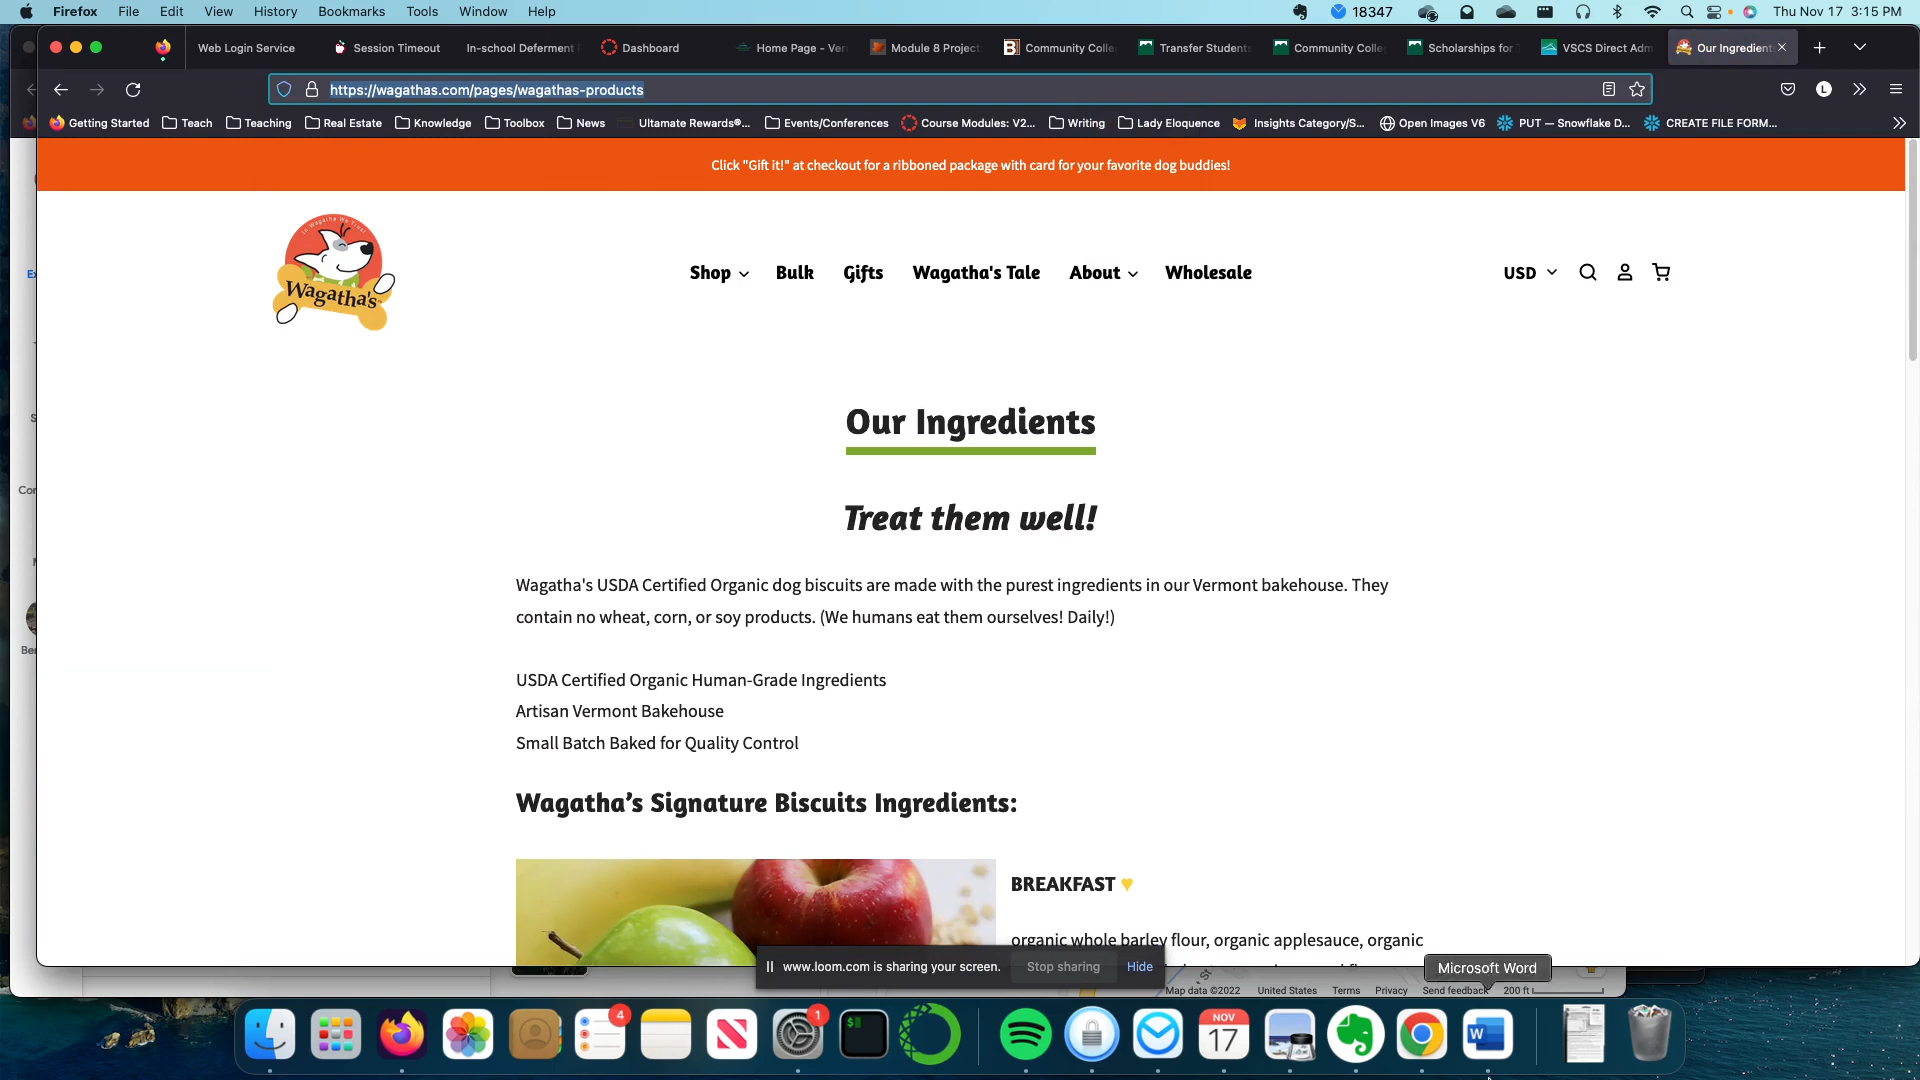 Firefox File Edit View History Bookmarks Tools Window Help 18347 Thu Nov 17 3:15 PM
Web Login Service Session Timeout In-school Deferment Dashboard Home Page - Ver Module 8 Project Community Colle Transfer Students Community Colle Scholarships for VSCS Direct Adm Our Ingredient
https://wagathas.com/pages/wagathas-products L
Getting Started Teach Teaching Real Estate Knowledge Toolbox News Ultamate Rewards®... Events/Conferences Course Modules: V2... Writing Lady Eloquence Insights Category/S... Open Images V6 PUT — Snowflake D... CREATE FILE FORM...
Click "Gift it!" at checkout for a ribboned package with card for your favorite dog buddies!
In Wagatha We Trust
Wagatha's
Shop Bulk Gifts Wagatha's Tale About Wholesale USD
Our Ingredients
Treat them well!
Wagatha's USDA Certified Organic dog biscuits are made with the purest ingredients in our Vermont bakehouse. They
contain no wheat, corn, or soy products. (We humans eat them ourselves! Daily!)
USDA Certified Organic Human-Grade Ingredients
Artisan Vermont Bakehouse
Small Batch Baked for Quality Control
Wagatha’s Signature Biscuits Ingredients:
BREAKFAST
organic whole barley flour, organic applesauce, organic
www.loom.com is sharing your screen. Stop sharing Hide
Microsoft Word
Map data ©2022 United States Terms Privacy Send feedback 200 ft
4 1 NOV 17 W